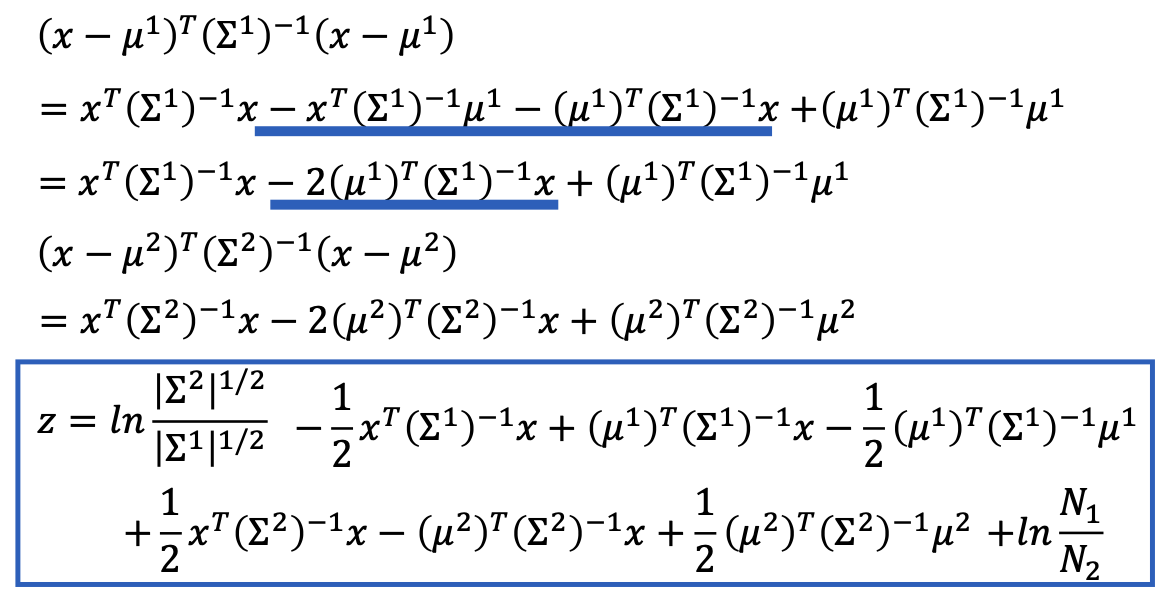 (x − μ¹)ᵀ(Σ¹)⁻¹(x − μ¹)
= xᵀ(Σ¹)⁻¹x − xᵀ(Σ¹)⁻¹μ¹ − (μ¹)ᵀ(Σ¹)⁻¹x +(μ¹)ᵀ(Σ¹)⁻¹μ¹
= xᵀ(Σ¹)⁻¹x − 2(μ¹)ᵀ(Σ¹)⁻¹x + (μ¹)ᵀ(Σ¹)⁻¹μ¹
(x − μ²)ᵀ(Σ²)⁻¹(x − μ²)
= xᵀ(Σ²)⁻¹x − 2(μ²)ᵀ(Σ²)⁻¹x + (μ²)ᵀ(Σ²)⁻¹μ²
z = ln |Σ²|^{1/2}/|Σ¹|^{1/2} − 1/2 xᵀ(Σ¹)⁻¹x + (μ¹)ᵀ(Σ¹)⁻¹x − 1/2 (μ¹)ᵀ(Σ¹)⁻¹μ¹
+ 1/2 xᵀ(Σ²)⁻¹x − (μ²)ᵀ(Σ²)⁻¹x + 1/2 (μ²)ᵀ(Σ²)⁻¹μ² +ln N₁/N₂